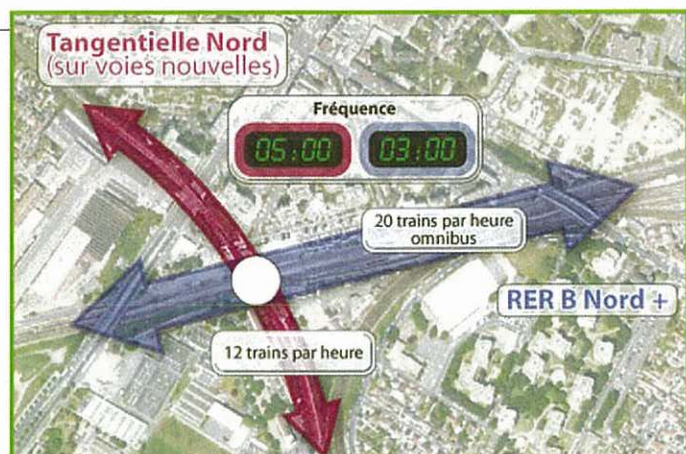 Tangentielle Nord
(sur voies nouvelles)
Fréquence
05:00 03:00
20 trains par heure
omnibus
RER B Nord +
12 trains par heure